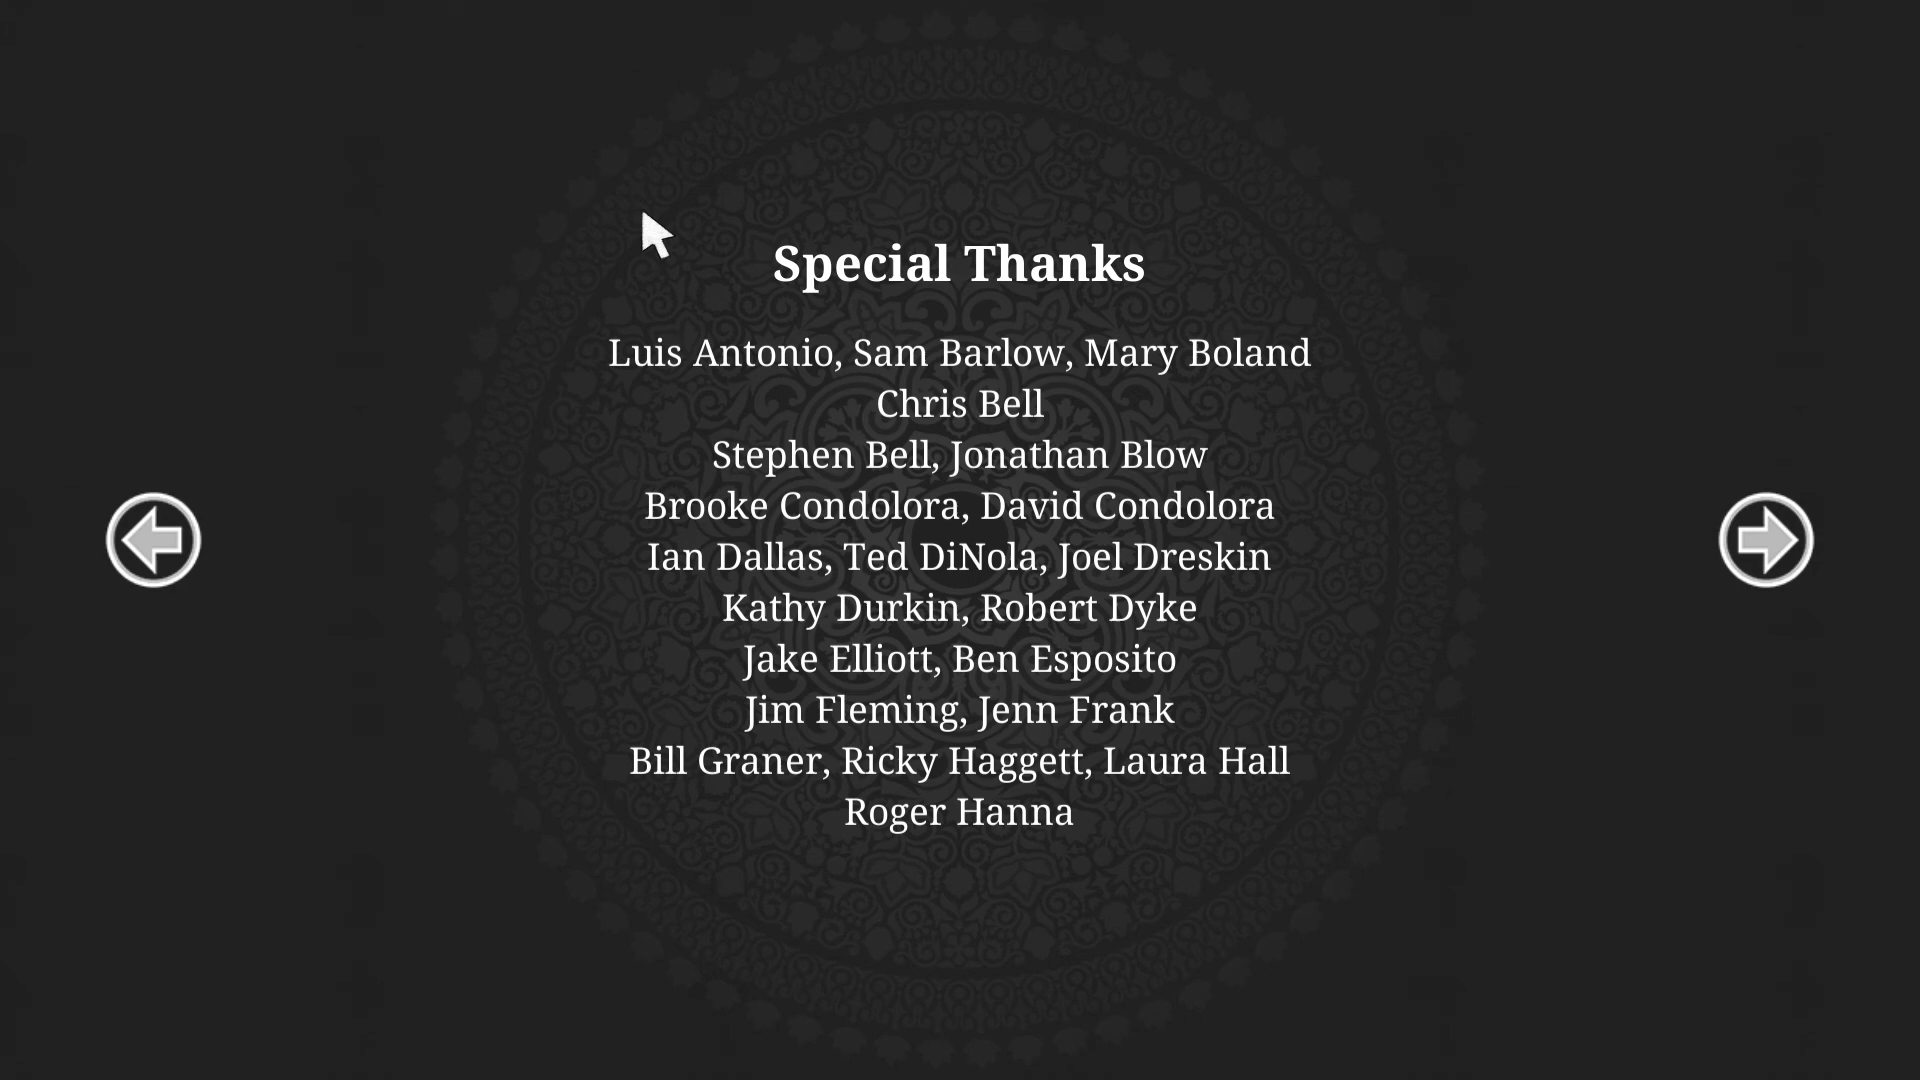 Special Thanks
Luis Antonio, Sam Barlow, Mary Boland
Chris Bell
Stephen Bell, Jonathan Blow
Brooke Condolora, David Condolora
Ian Dallas, Ted DiNola, Joel Dreskin
Kathy Durkin, Robert Dyke
Jake Elliott, Ben Esposito
Jim Fleming, Jenn Frank
Bill Graner, Ricky Haggett, Laura Hall
Roger Hanna